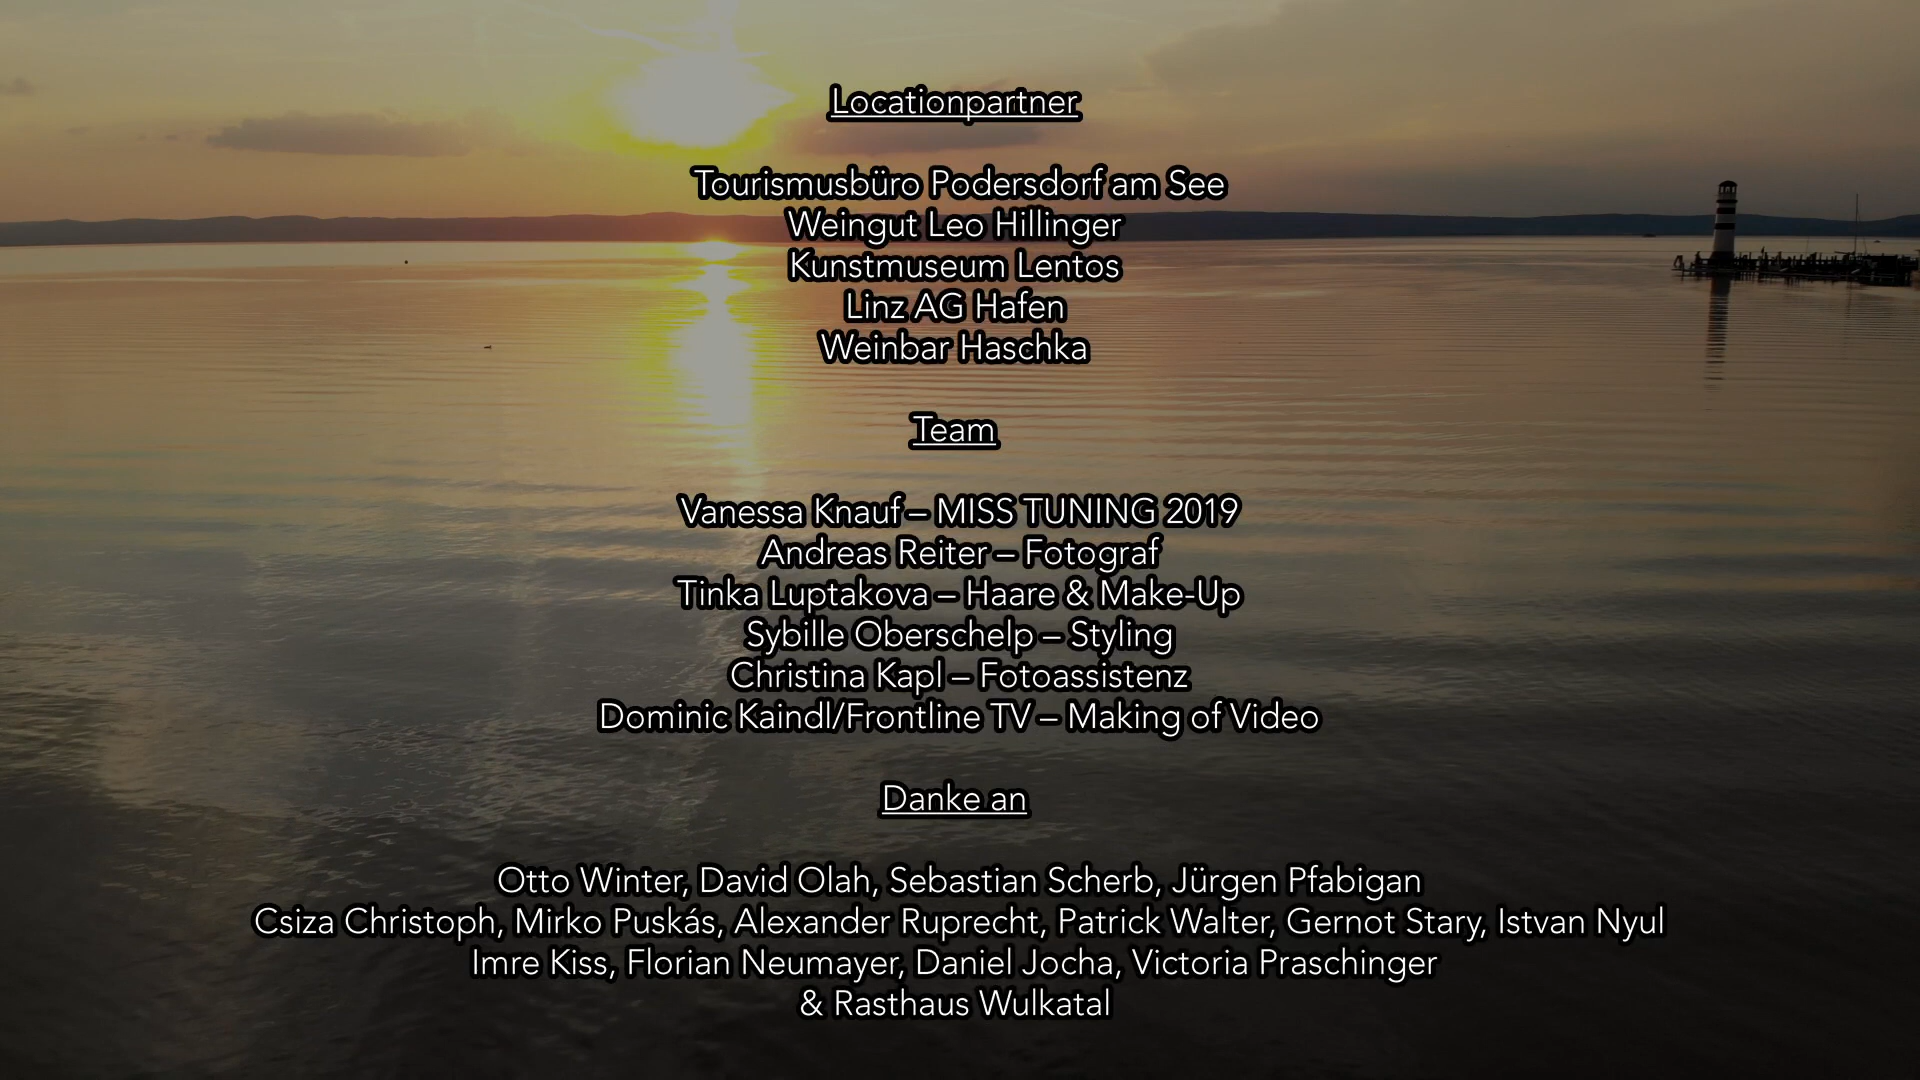 Locationpartner
Tourismusbüro Podersdorf am See
Weingut Leo Hillinger
Kunstmuseum Lentos
Linz AG Hafen
Weinbar Haschka
Team
Vanessa Knauf – MISS TUNING 2019
Andreas Reiter – Fotograf
Tinka Luptakova – Haare & Make-Up
Sybille Oberschelp – Styling
Christina Kapl – Fotoassistenz
Dominic Kaindl/Frontline TV – Making of Video
Danke an
Otto Winter, David Olah, Sebastian Scherb, Jürgen Pfabigan
Csiza Christoph, Mirko Puskás, Alexander Ruprecht, Patrick Walter, Gernot Stary, Istvan Nyul
Imre Kiss, Florian Neumayer, Daniel Jocha, Victoria Praschinger
& Rasthaus Wulkatal